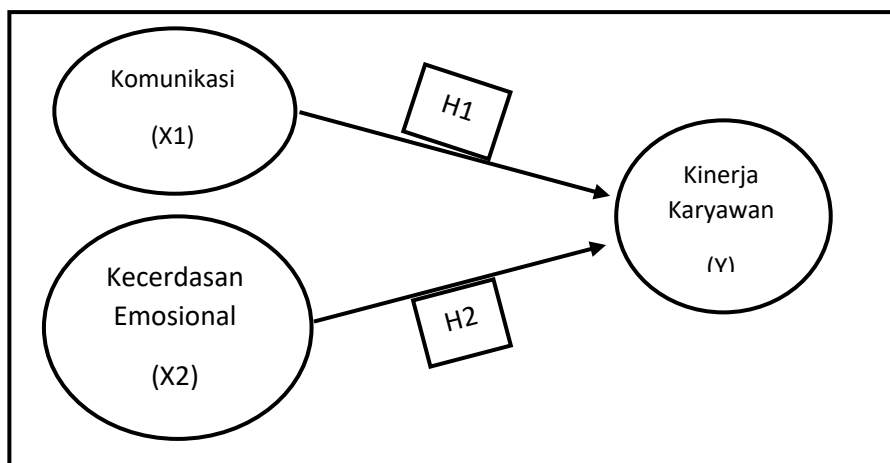 Komunikasi
(X1)
H1
Kinerja
Karyawan
(Y)
Kecerdasan
Emosional
(X2)
H2